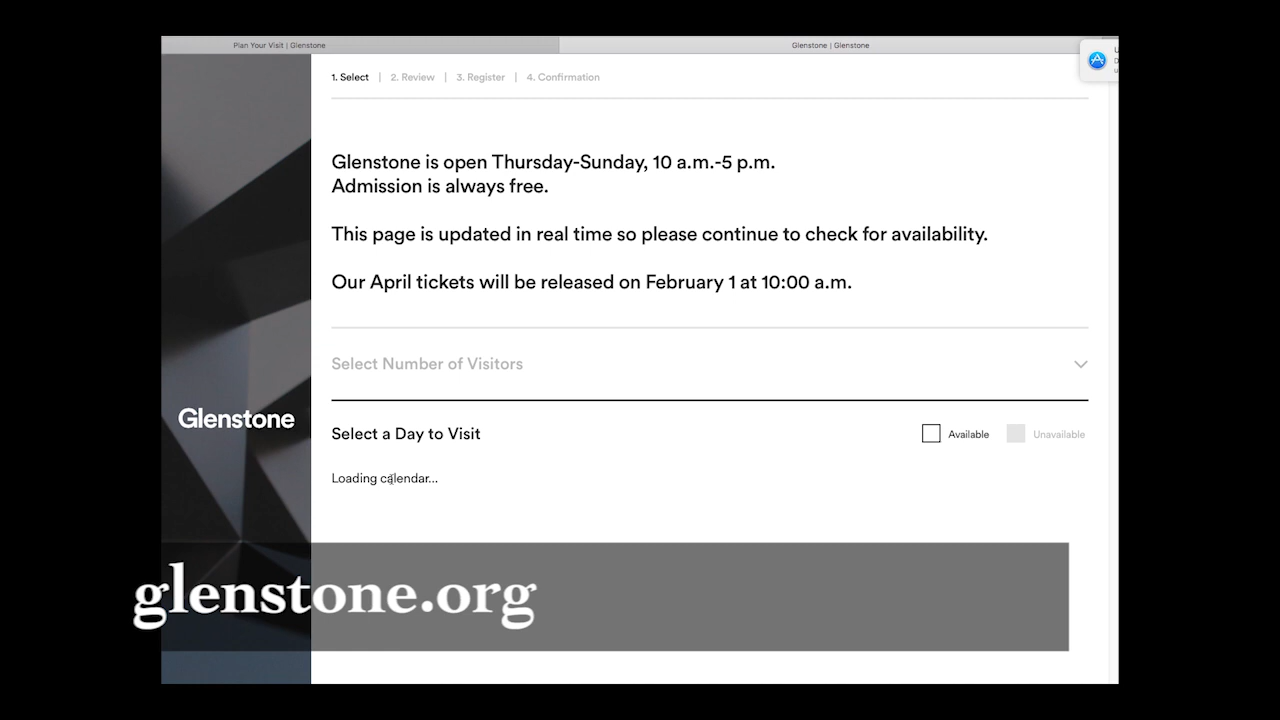 Plan Your Visit | Glenstone
Glenstone | Glenstone
1. Select | 2. Review | 3. Register | 4. Confirmation
Glenstone is open Thursday-Sunday, 10 a.m.-5 p.m.
Admission is always free.
This page is updated in real time so please continue to check for availability.
Our April tickets will be released on February 1 at 10:00 a.m.
Select Number of Visitors
Glenstone
Select a Day to Visit
Available
Unavailable
Loading calendar...
glenstone.org